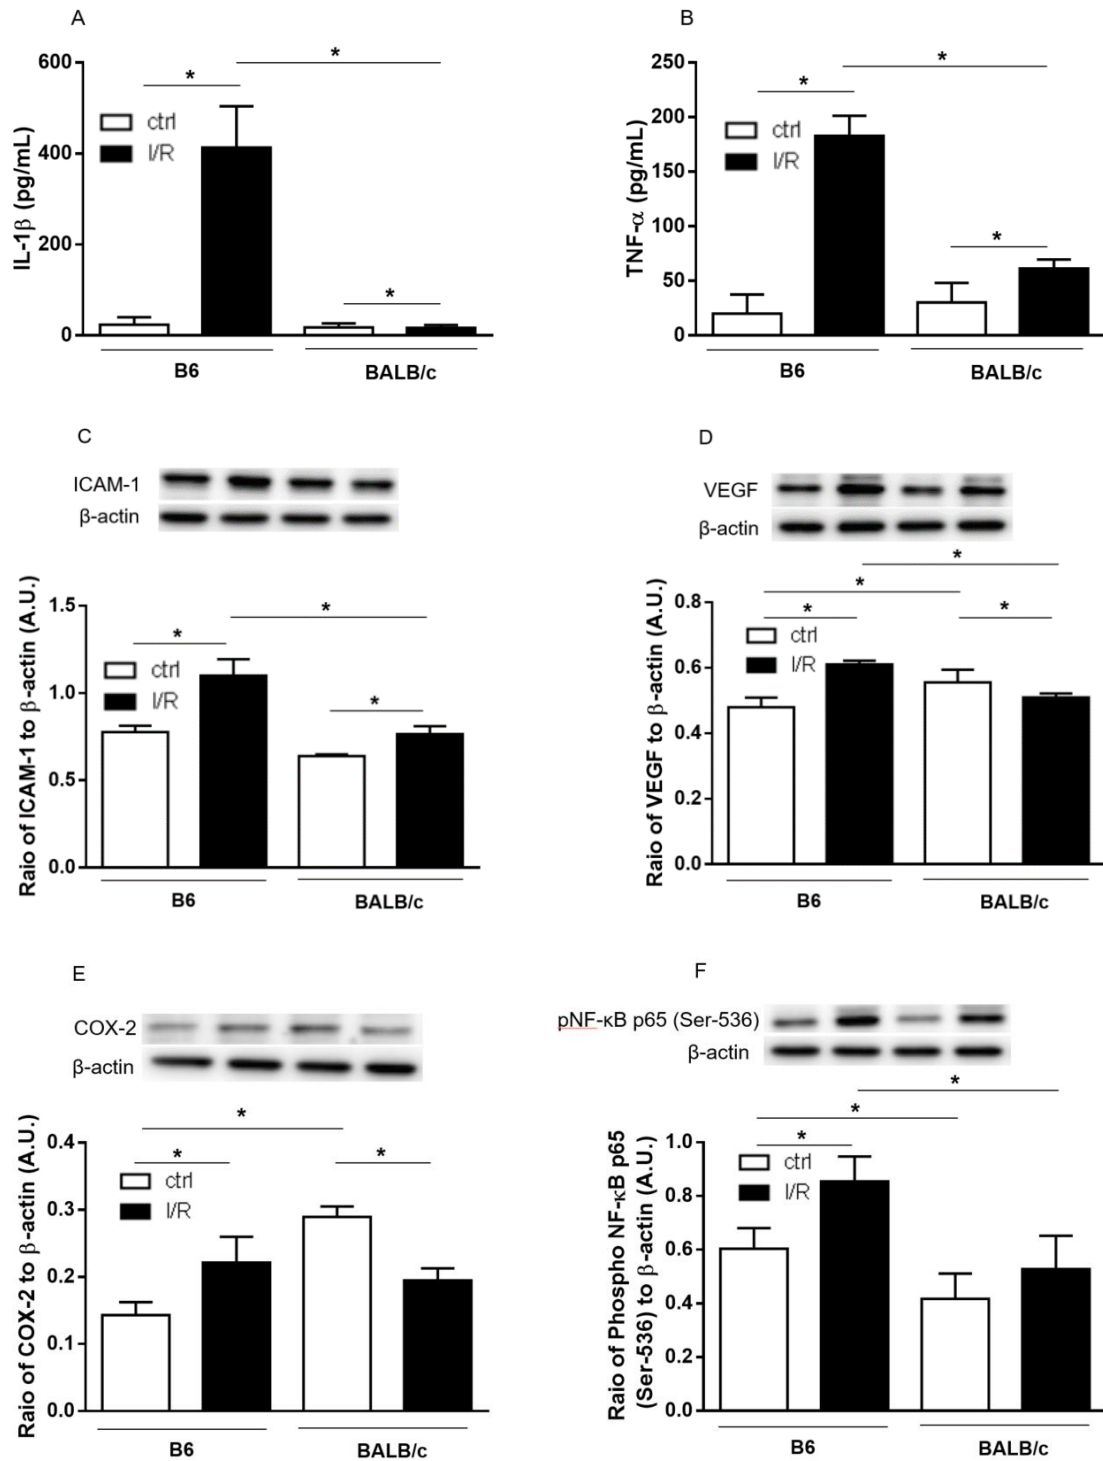 A
IL-1β (pg/mL)
600
400
200
0
ctrl
I/R
*
*
*
B6
BALB/c
B
TNF-α (pg/mL)
250
200
150
100
50
0
ctrl
I/R
*
*
*
B6
BALB/c
C
ICAM-1
β-actin
Raio of ICAM-1 to β-actin (A.U.)
1.5
1.0
0.5
0.0
ctrl
I/R
*
*
*
B6
BALB/c
D
VEGF
β-actin
Raio of VEGF to β-actin (A.U.)
0.8
0.6
0.4
0.2
0.0
ctrl
I/R
*
*
*
*
B6
BALB/c
E
COX-2
β-actin
Raio of COX-2 to β-actin (A.U.)
0.4
0.3
0.2
0.1
0.0
ctrl
I/R
*
*
*
B6
BALB/c
F
pNF-κB p65 (Ser-536)
β-actin
Raio of Phospho NF-κB p65
(Ser-536) to β-actin (A.U.)
1.0
0.8
0.6
0.4
0.2
0.0
ctrl
I/R
*
*
*
B6
BALB/c